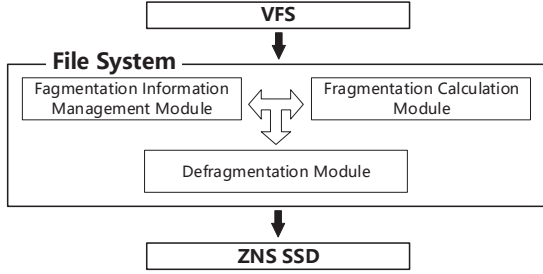 VFS
File System
Fagmentation Information
Management Module
Fragmentation Calculation
Module
Defragmentation Module
ZNS SSD